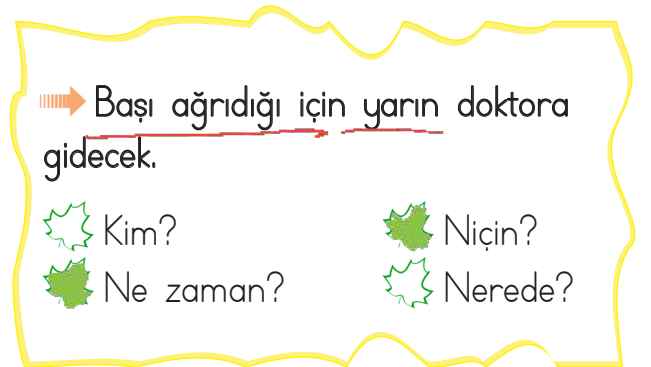 Başı ağrıdığı için yarın doktora
gidecek.
Kim? Niçin?
Ne zaman? Nerede?